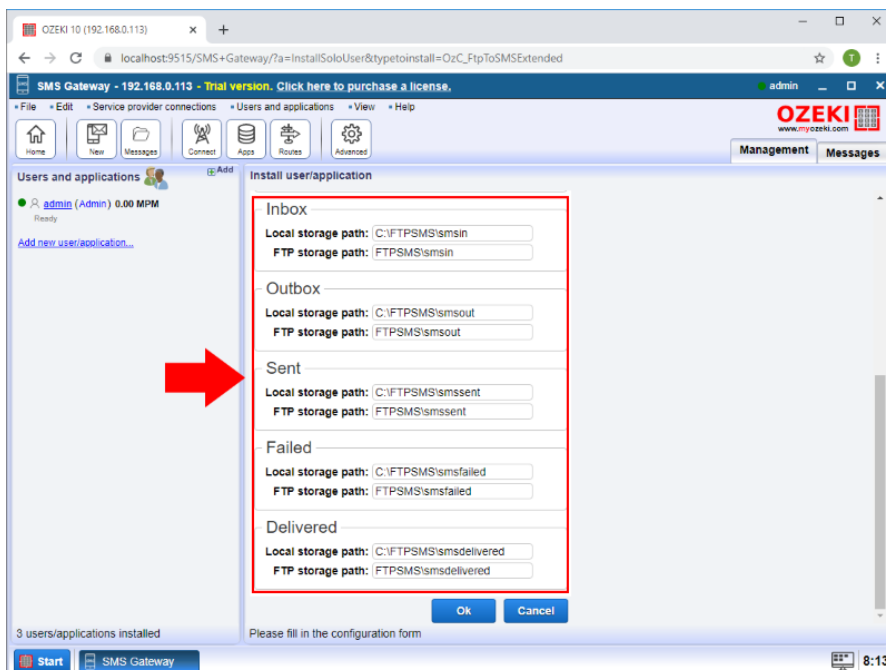 OZEKI 10 (192.168.0.113)
localhost:9515/SMS+Gateway/?a=InstallSoloUser&typetoinstall=OzC_FtpToSMSExtended
T
SMS Gateway - 192.168.0.113 - Trial version. Click here to purchase a license.
admin
File Edit Service provider connections Users and applications View Help
OZEKI
www.myozeki.com
Home New Messages Connect Apps Routes Advanced
Management Messages
Users and applications
Add
admin (Admin) 0.00 MPM
Ready
Add new user/application...
3 users/applications installed
Install user/application
Inbox
Local storage path: C:\FTPSMS\smsin
FTP storage path: FTPSMS\smsin
Outbox
Local storage path: C:\FTPSMS\smsout
FTP storage path: FTPSMS\smsout
Sent
Local storage path: C:\FTPSMS\smssent
FTP storage path: FTPSMS\smssent
Failed
Local storage path: C:\FTPSMS\smsfailed
FTP storage path: FTPSMS\smsfailed
Delivered
Local storage path: C:\FTPSMS\smsdelivered
FTP storage path: FTPSMS\smsdelivered
Ok Cancel
Please fill in the configuration form
Start SMS Gateway 8:13